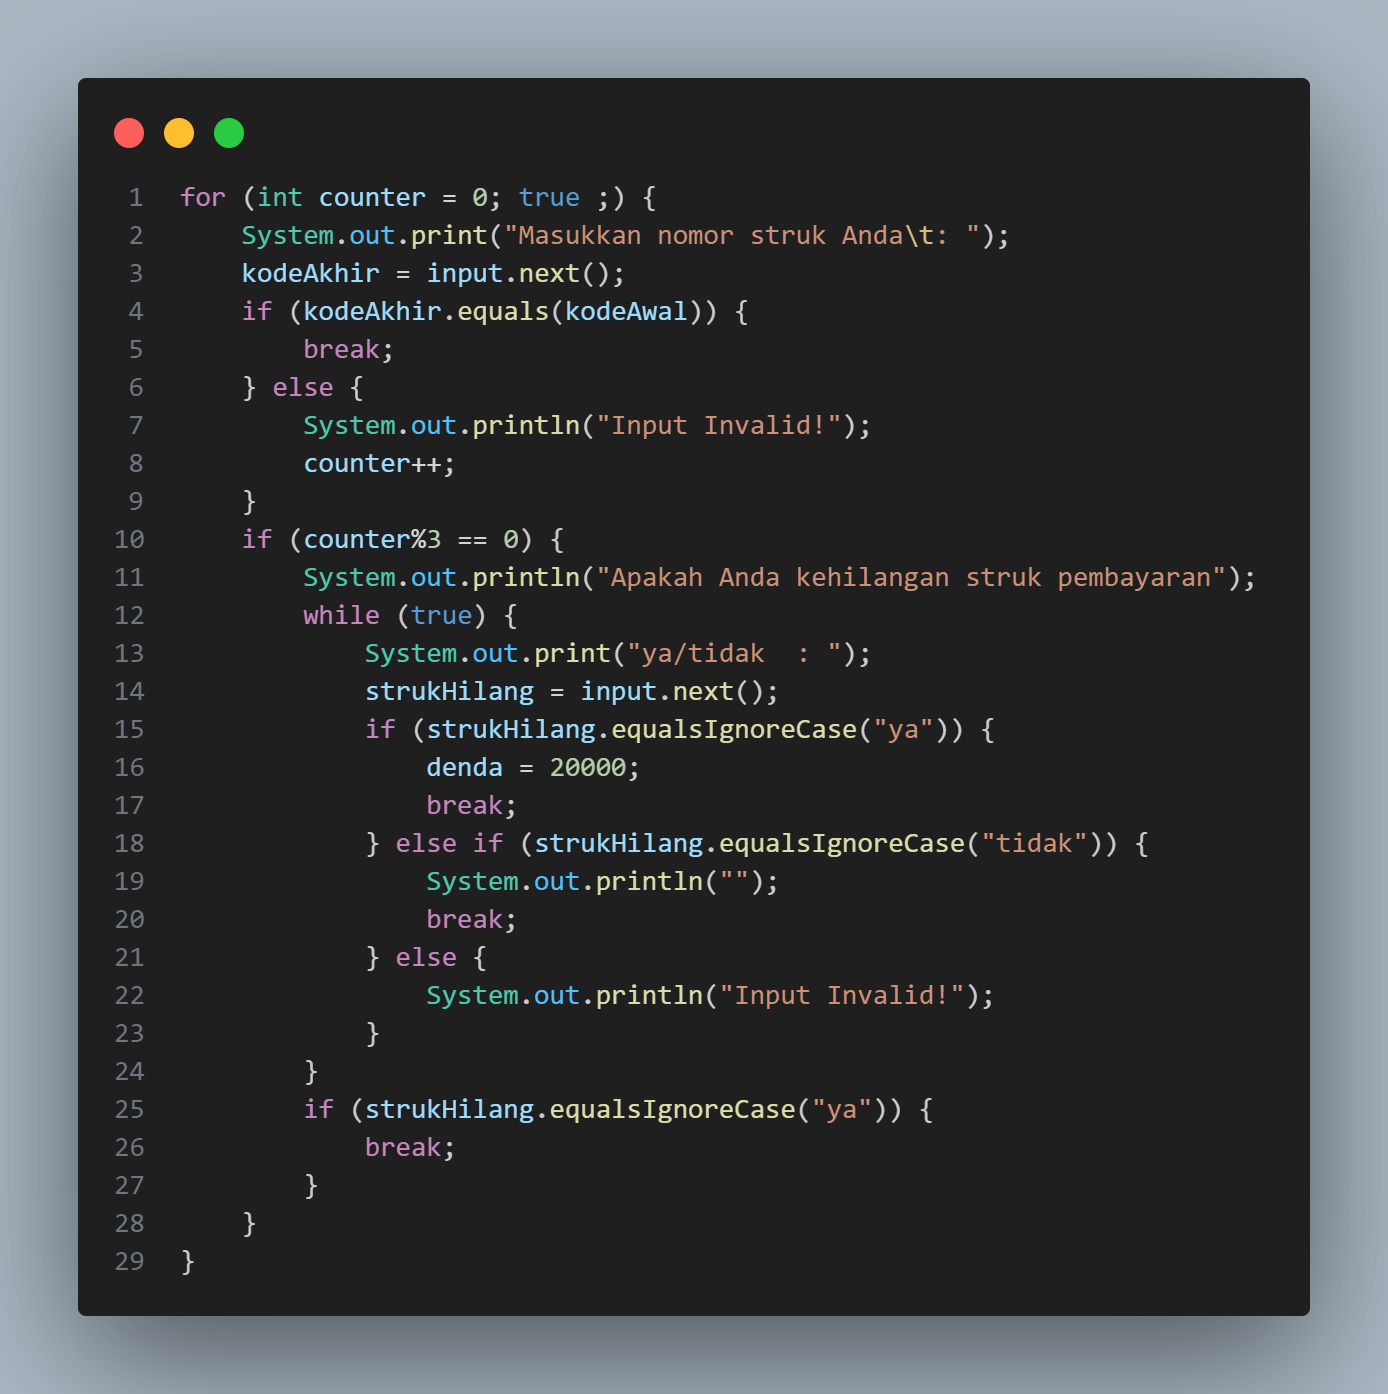 1 for (int counter = 0; true ;) {
2     System.out.print("Masukkan nomor struk Anda\t: ");
3     kodeAkhir = input.next();
4     if (kodeAkhir.equals(kodeAwal)) {
5         break;
6     } else {
7         System.out.println("Input Invalid!");
8         counter++;
9     }
10     if (counter%3 == 0) {
11         System.out.println("Apakah Anda kehilangan struk pembayaran");
12         while (true) {
13             System.out.print("ya/tidak  : ");
14             strukHilang = input.next();
15             if (strukHilang.equalsIgnoreCase("ya")) {
16                 denda = 20000;
17                 break;
18             } else if (strukHilang.equalsIgnoreCase("tidak")) {
19                 System.out.println("");
20                 break;
21             } else {
22                 System.out.println("Input Invalid!");
23             }
24         }
25         if (strukHilang.equalsIgnoreCase("ya")) {
26             break;
27         }
28     }
29 }